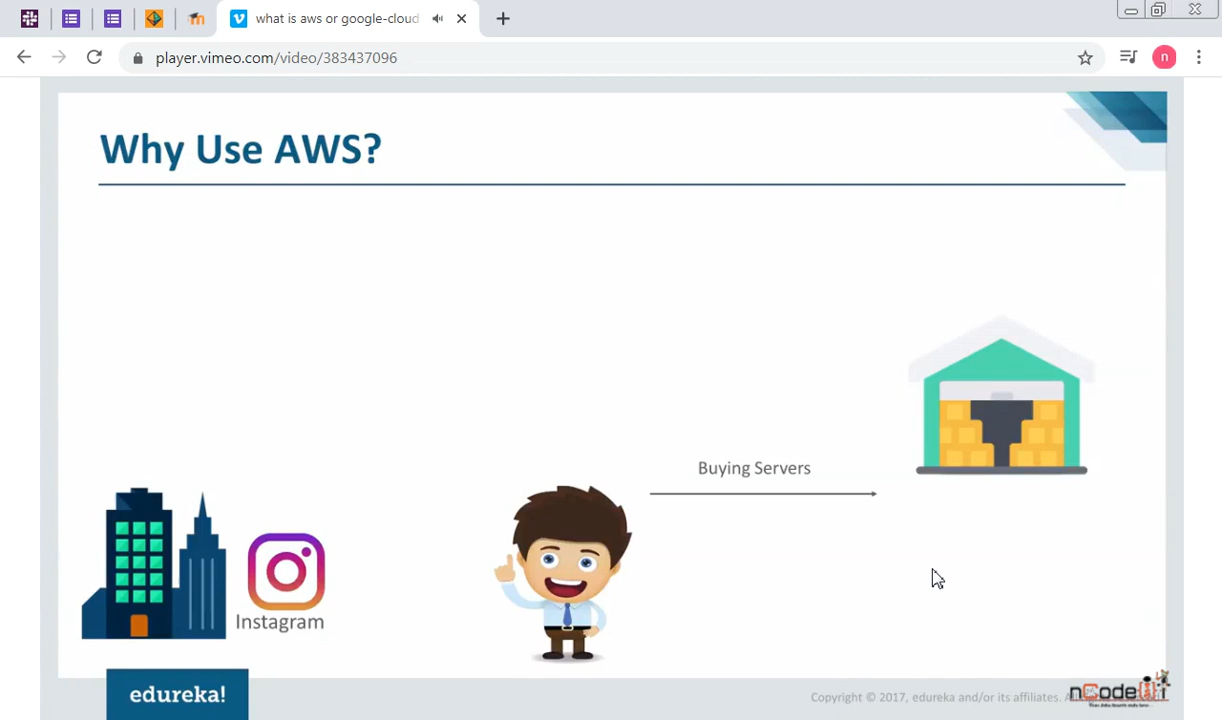 what is aws or google-cloud
player.vimeo.com/video/383437096
n
Why Use AWS?
Buying Servers
Instagram
edureka!
Copyright © 2017, edureka and/or its affiliates.
nCode